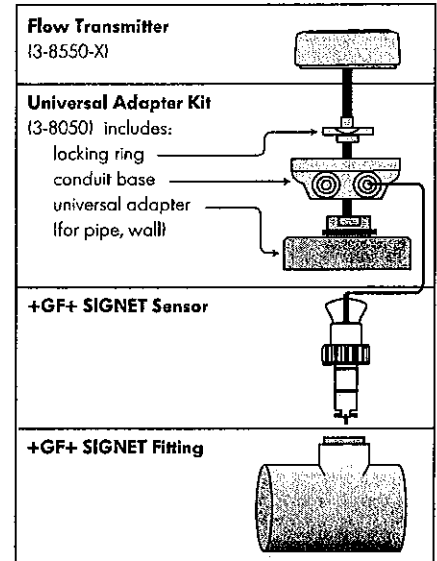 Flow Transmitter
(3-8550-X)
Universal Adapter Kit
(3-8050) includes:
locking ring
conduit base
universal adapter
(for pipe, wall)
+GF+ SIGNET Sensor
+GF+ SIGNET Fitting